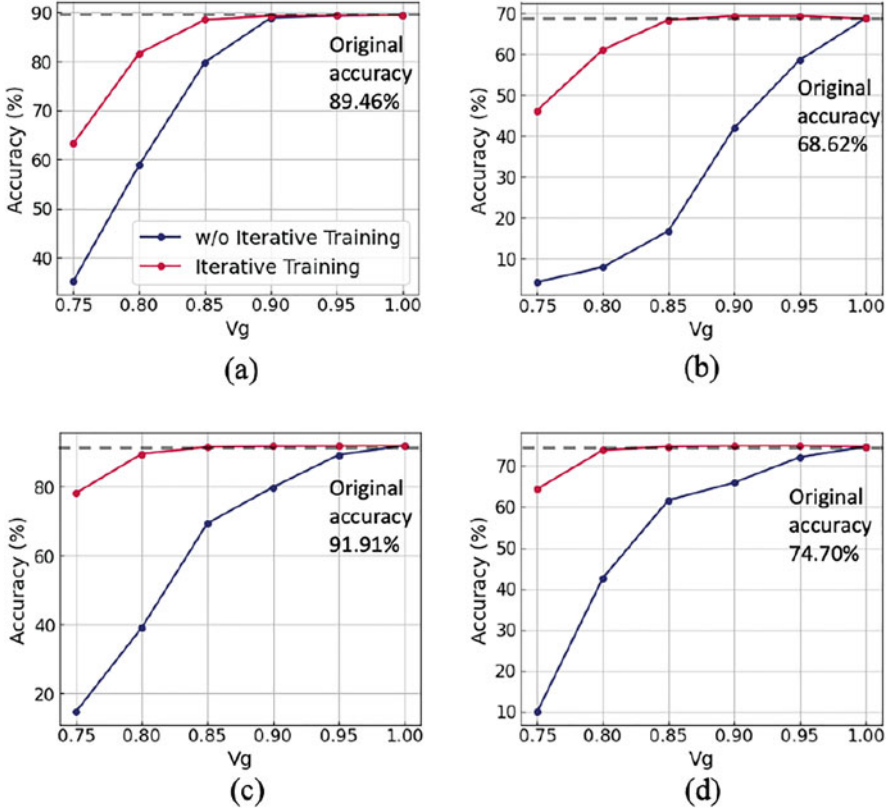 90
80
70
60
50
40
Accuracy (%)
Original
accuracy
89.46%
w/o Iterative Training
Iterative Training
0.75 0.80 0.85 0.90 0.95 1.00
Vg
(a)
70
60
50
40
30
20
10
Accuracy (%)
Original
accuracy
68.62%
0.75 0.80 0.85 0.90 0.95 1.00
Vg
(b)
80
60
40
20
Accuracy (%)
Original
accuracy
91.91%
0.75 0.80 0.85 0.90 0.95 1.00
Vg
(c)
70
60
50
40
30
20
10
Accuracy (%)
Original
accuracy
74.70%
0.75 0.80 0.85 0.90 0.95 1.00
Vg
(d)